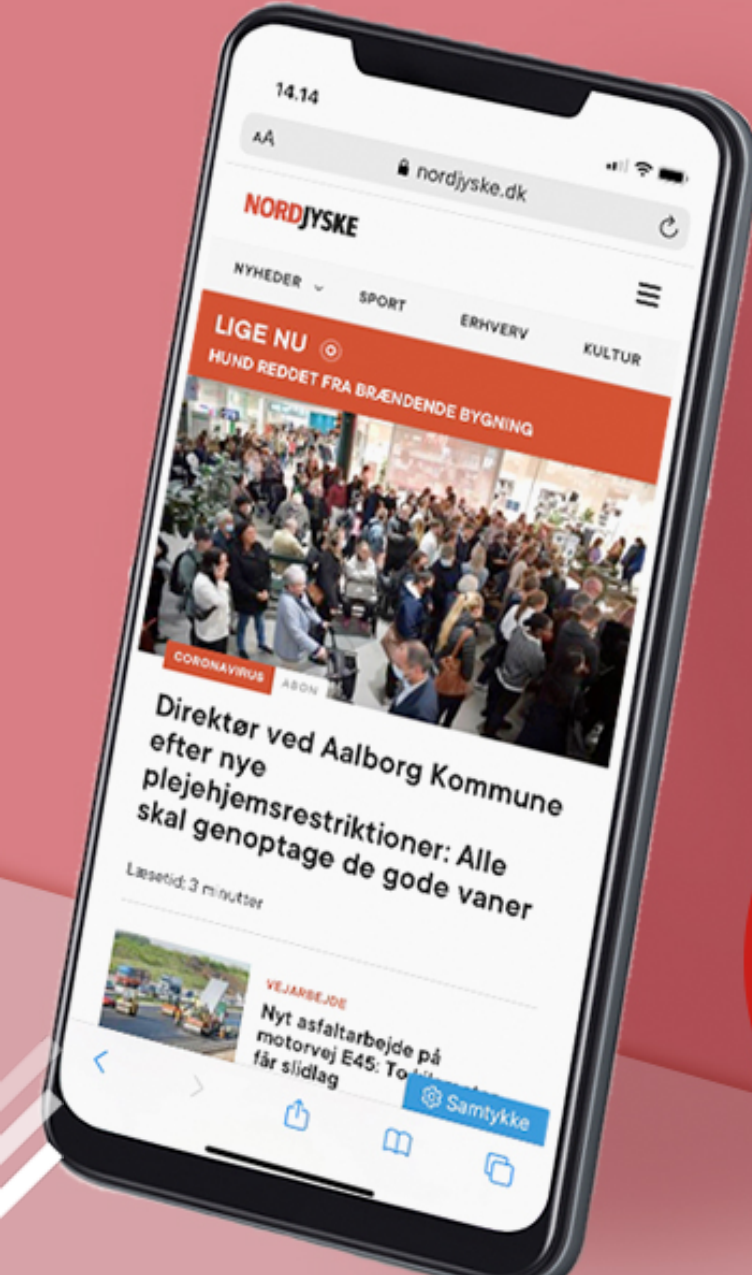 14.14
AA
nordjyske.dk
NORDJYSKE
NYHEDER
SPORT
ERHVERV
KULTUR
LIGE NU
HUND REDDET FRA BRÆNDENDE BYGNING
CORONAVIRUS
ABON
Direktør ved Aalborg Kommune
efter nye
plejehjemsrestriktioner: Alle
skal genoptage de gode vaner
Læsetid: 3 minutter
VEJARBEJDE
Nyt asfaltarbejde på
motorvej E45: To
får slidlag
Samtykke